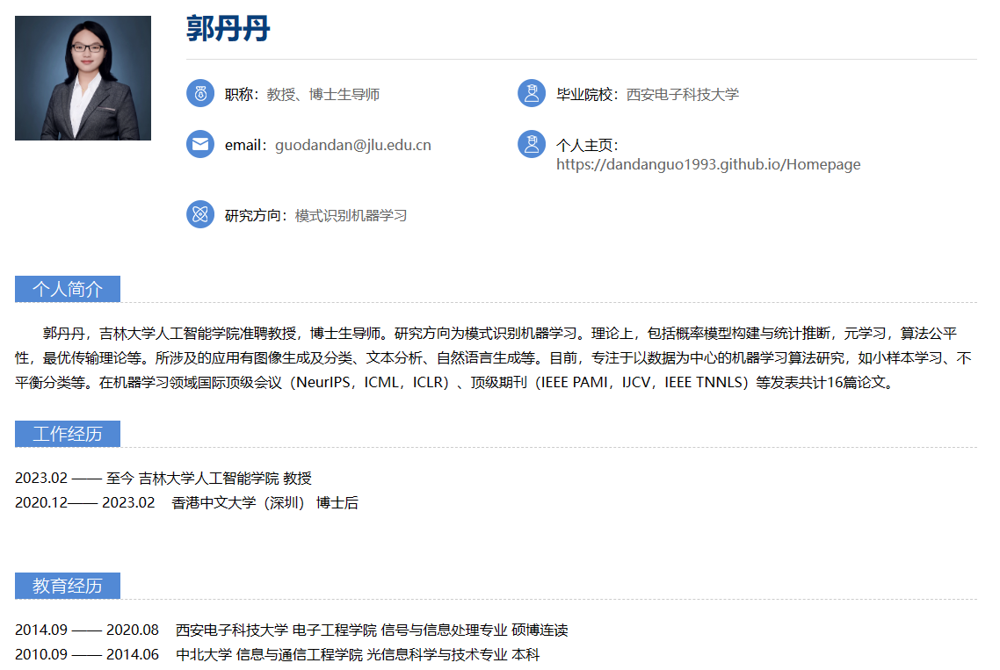 郭丹丹
职称：教授、博士生导师
毕业院校：西安电子科技大学
email：guodandan@jlu.edu.cn
个人主页：
https://dandanguo1993.github.io/Homepage
研究方向：模式识别机器学习
个人简介
郭丹丹，吉林大学人工智能学院准聘教授，博士生导师。研究方向为模式识别机器学习。理论上，包括概率模型构建与统计推断，元学习，算法公平
性，最优传输理论等。所涉及的应用有图像生成及分类、文本分析、自然语言生成等。目前，专注于以数据为中心的机器学习算法研究，如小样本学习、不
平衡分类等。在机器学习领域国际顶级会议（NeurIPS，ICML，ICLR）、顶级期刊（IEEE PAMI，IJCV，IEEE TNNLS）等发表共计16篇论文。
工作经历
2023.02 —— 至今 吉林大学人工智能学院 教授
2020.12—— 2023.02 香港中文大学（深圳） 博士后
教育经历
2014.09 —— 2020.08 西安电子科技大学 电子工程学院 信号与信息处理专业 硕博连读
2010.09 —— 2014.06 中北大学 信息与通信工程学院 光信息科学与技术专业 本科